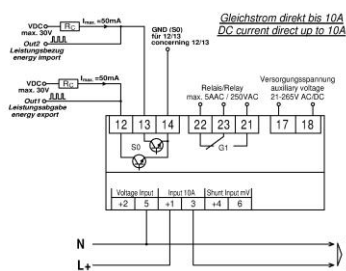 Gleichstrom direkt bis 10A
DC current direct up to 10A
VDC
max. 30V
Rc
Imax. =50mA
Out2
Leistungsbezug
energy import
VDC
max. 30V
Rc
Imax. =50mA
Out1
Leistungsabgabe
energy export
GND (S0)
für 12/13
concerning 12/13
Relais/Relay
max. 5AAC / 250VAC
Versorgungsspannung
auxiliary voltage
21-265V AC/DC
12 13 14 22 23 21 17 18
S0
G1
Voltage Input Input 10A Shunt Input mV
+2 5 +1 3 +4 6
N
L+